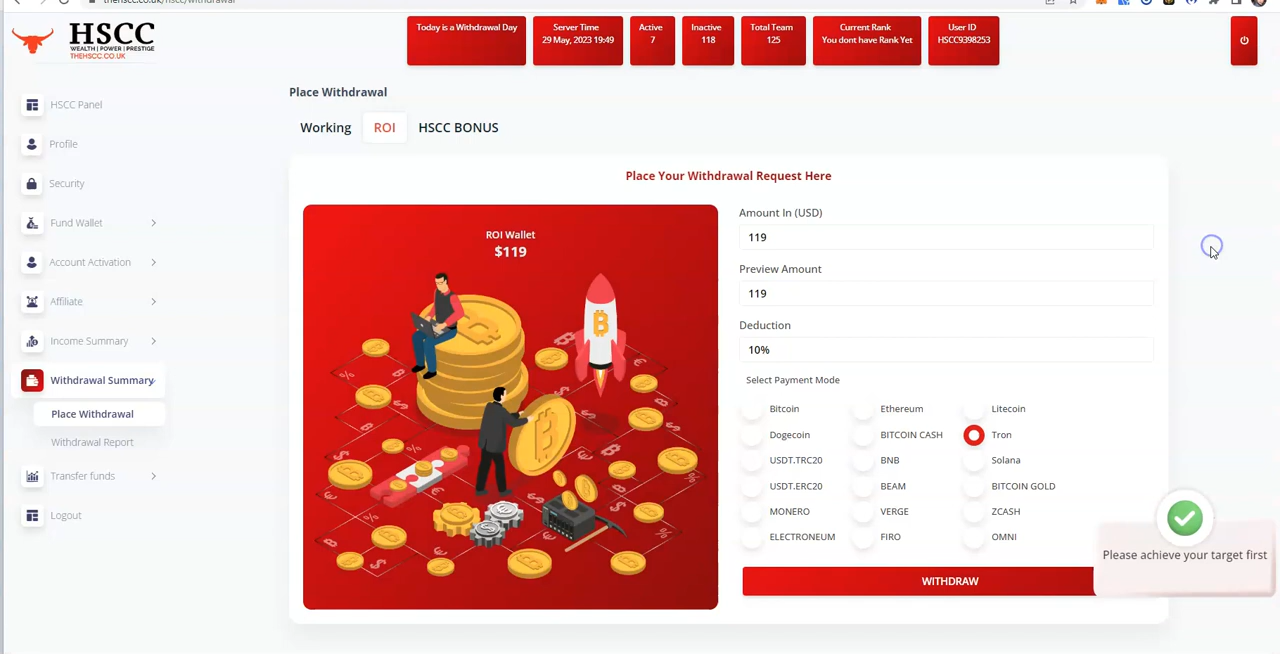 thehscc.co.uk/hscc/withdrawal
HSCC
WEALTH | POWER | PRESTIGE
THEHSCC.CO.UK
Today is a Withdrawal Day
Server Time
29 May, 2023 19:49
Active
7
Inactive
118
Total Team
125
Current Rank
You dont have Rank Yet
User ID
HSCC9398253
HSCC Panel
Profile
Security
Fund Wallet
Account Activation
Affiliate
Income Summary
Withdrawal Summary
Place Withdrawal
Withdrawal Report
Transfer funds
Logout
Place Withdrawal
Working ROI HSCC BONUS
Place Your Withdrawal Request Here
ROI Wallet
$119
Amount In (USD)
119
Preview Amount
119
Deduction
10%
Select Payment Mode
Bitcoin Ethereum Litecoin
Dogecoin BITCOIN CASH Tron
USDT.TRC20 BNB Solana
USDT.ERC20 BEAM BITCOIN GOLD
MONERO VERGE ZCASH
ELECTRONEUM FIRO OMNI
WITHDRAW
Please achieve your target first